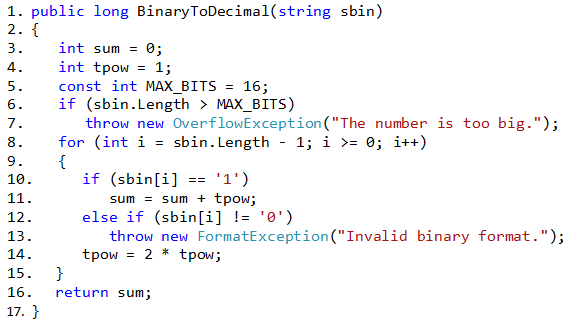 1. public long BinaryToDecimal(string sbin)
2. {
3. int sum = 0;
4. int tpow = 1;
5. const int MAX_BITS = 16;
6. if (sbin.Length > MAX_BITS)
7. throw new OverflowException("The number is too big.");
8. for (int i = sbin.Length - 1; i >= 0; i++)
9. {
10. if (sbin[i] == '1')
11. sum = sum + tpow;
12. else if (sbin[i] != '0')
13. throw new FormatException("Invalid binary format.");
14. tpow = 2 * tpow;
15. }
16. return sum;
17. }